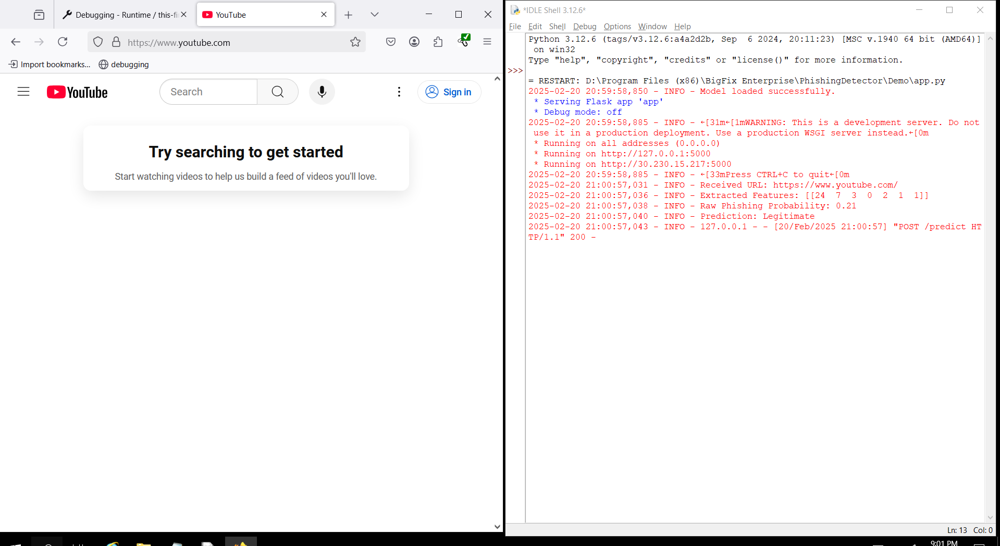 Debugging - Runtime / this-fi
YouTube
https://www.youtube.com
Import bookmarks...
debugging
YouTube
Search
Sign in
Try searching to get started
Start watching videos to help us build a feed of videos you'll love.
*IDLE Shell 3.12.6*
File Edit Shell Debug Options Window Help
Python 3.12.6 (tags/v3.12.6:a4a2d2b, Sep  6 2024, 20:11:23) [MSC v.1940 64 bit (AMD64)]
on win32
Type "help", "copyright", "credits" or "license()" for more information.
>>>
= RESTART: D:\Program Files (x86)\BigFix Enterprise\PhishingDetector\Demo\app.py
2025-02-20 20:59:58,850 - INFO - Model loaded successfully.
* Serving Flask app 'app'
* Debug mode: off
2025-02-20 20:59:58,885 - INFO - ←[31m←[1mWARNING: This is a development server. Do not
use it in a production deployment. Use a production WSGI server instead.←[0m
* Running on all addresses (0.0.0.0)
* Running on http://127.0.0.1:5000
* Running on http://30.230.15.217:5000
2025-02-20 20:59:58,885 - INFO - ←[33mPress CTRL+C to quit←[0m
2025-02-20 21:00:57,031 - INFO - Received URL: https://www.youtube.com/
2025-02-20 21:00:57,036 - INFO - Extracted Features: [[24  7  3  0  2  1  1]]
2025-02-20 21:00:57,038 - INFO - Raw Phishing Probability: 0.21
2025-02-20 21:00:57,040 - INFO - Prediction: Legitimate
2025-02-20 21:00:57,043 - INFO - 127.0.0.1 - - [20/Feb/2025 21:00:57] "POST /predict HT
TP/1.1" 200 -
Ln: 13 Col: 0
9:01 PM